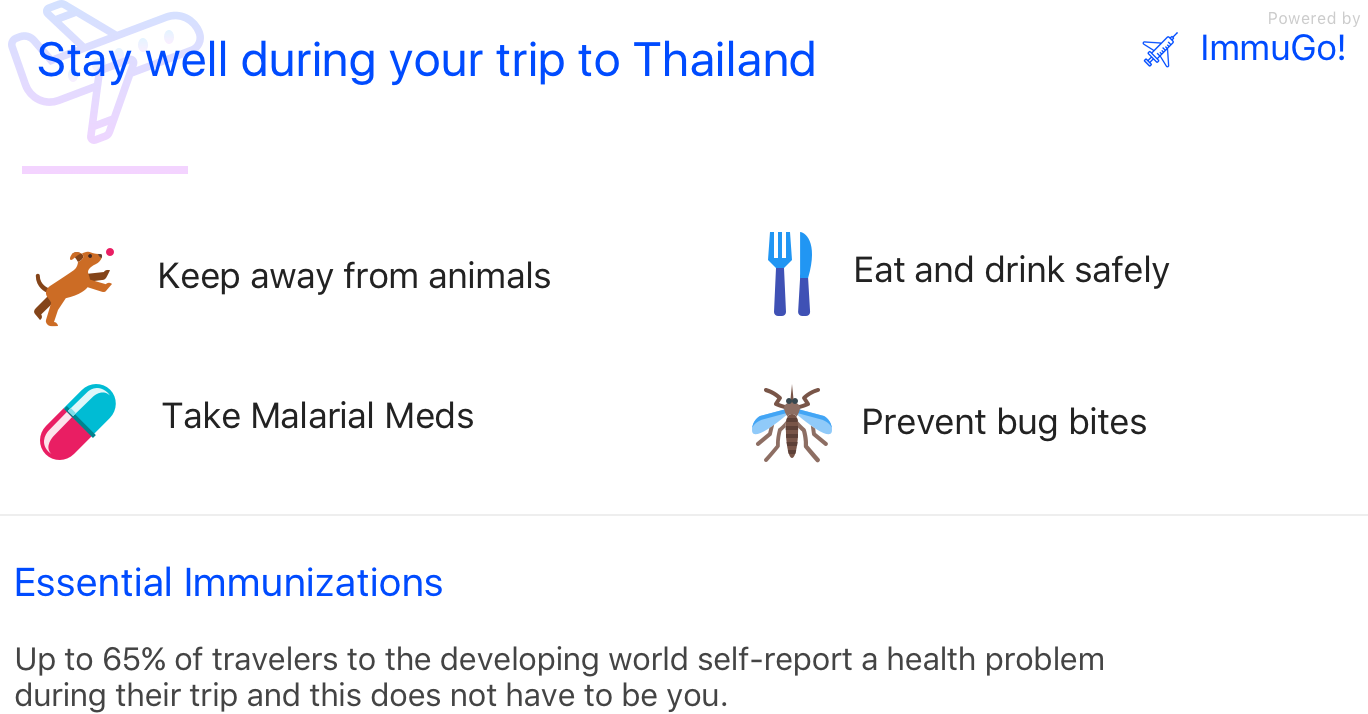 Powered by
Stay well during your trip to Thailand
ImmuGo!
Keep away from animals
Eat and drink safely
Take Malarial Meds
Prevent bug bites
Essential Immunizations
Up to 65% of travelers to the developing world self-report a health problem
during their trip and this does not have to be you.